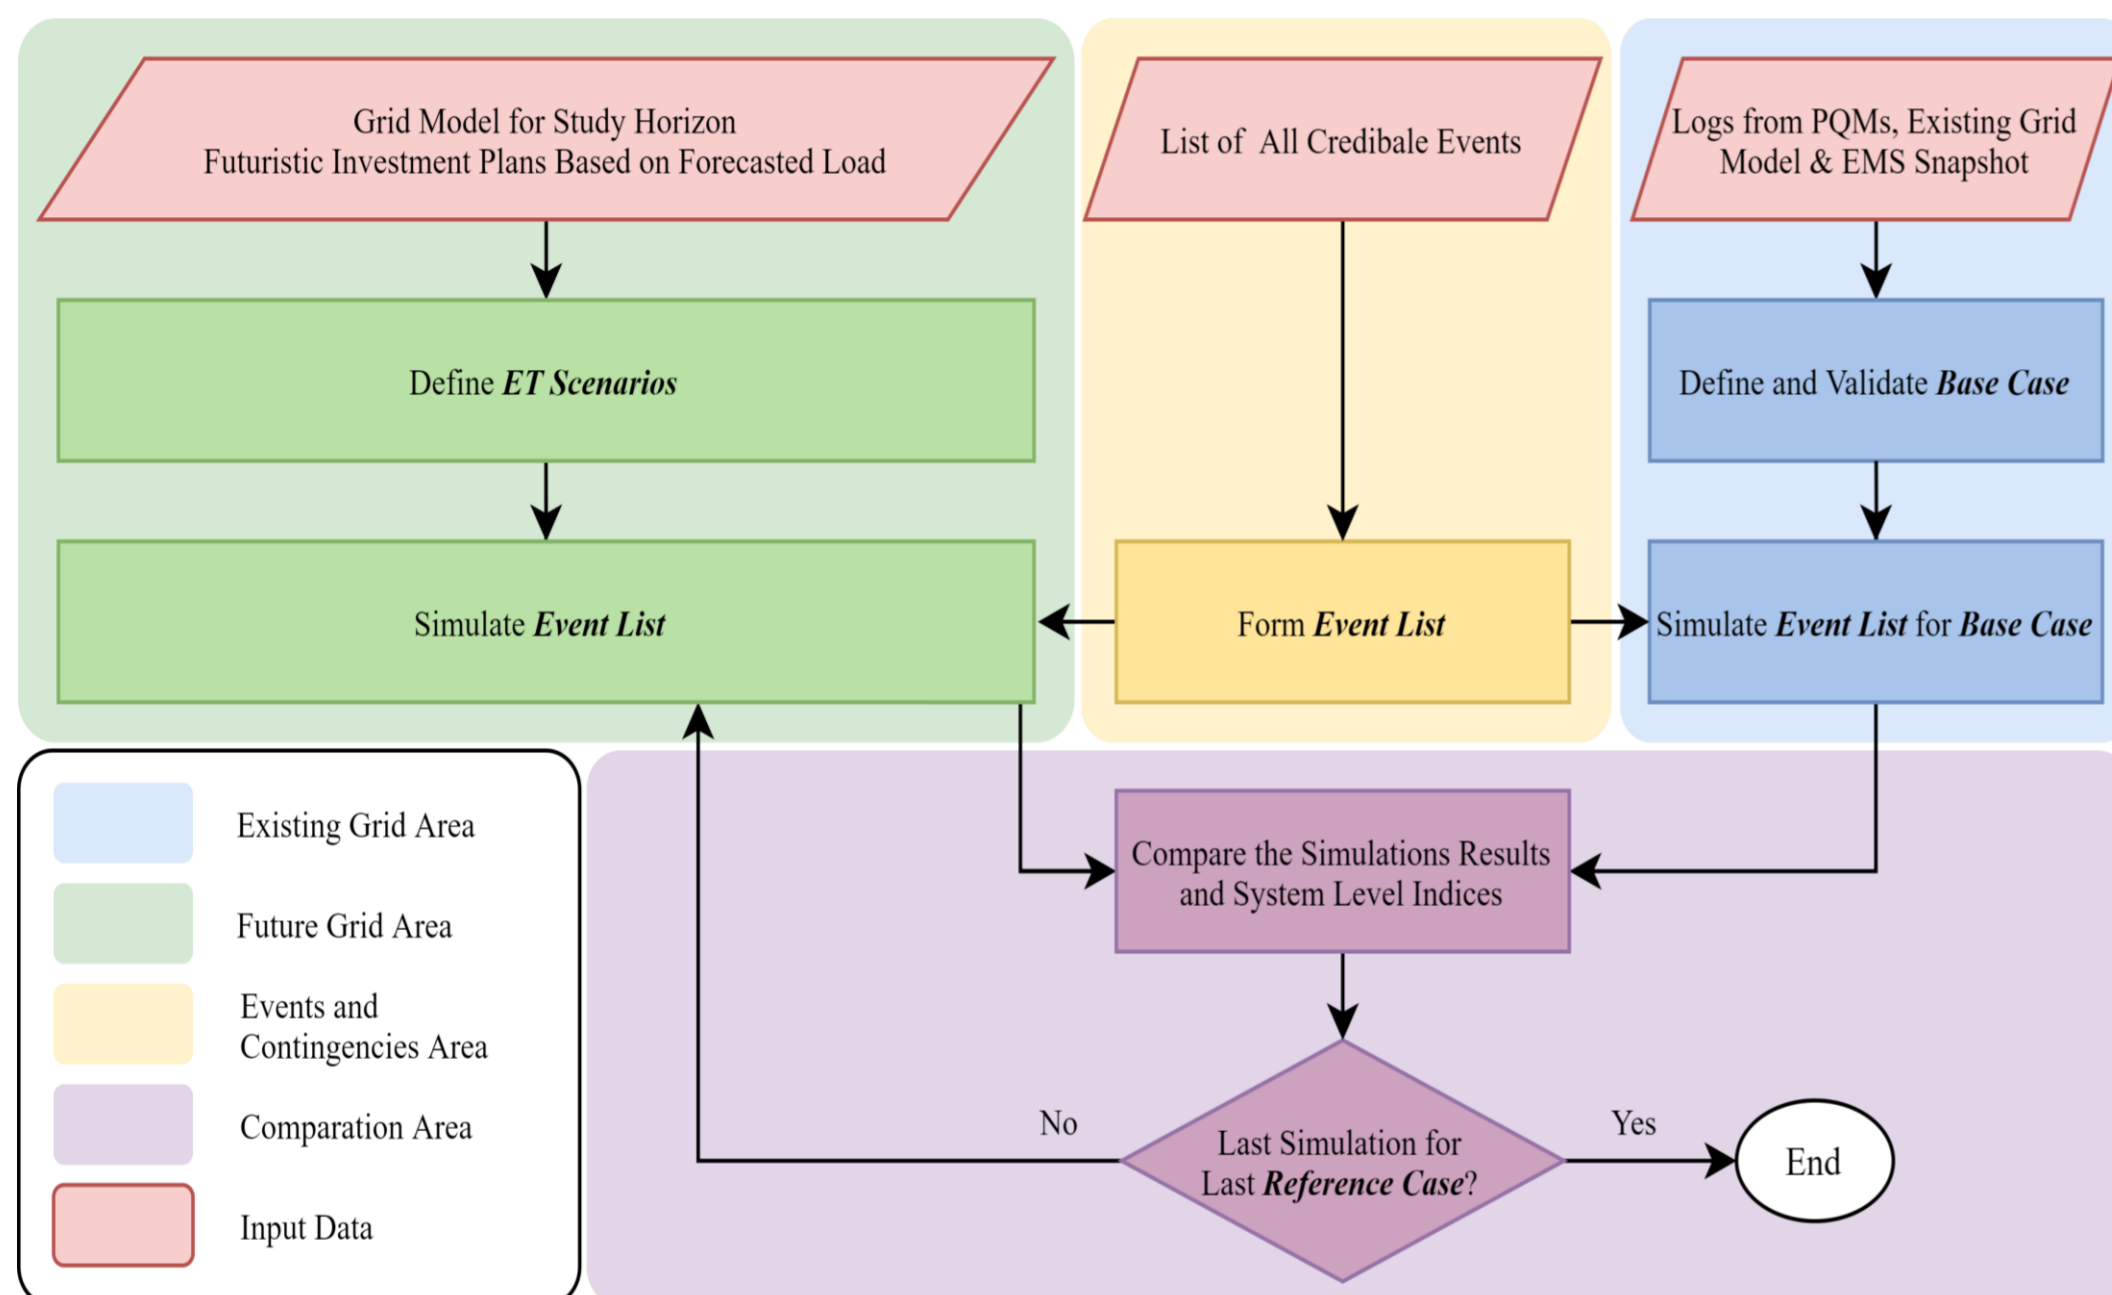 Grid Model for Study Horizon
Futuristic Investment Plans Based on Forecasted Load
List of All Credibale Events
Logs from PQMs, Existing Grid
Model & EMS Snapshot
Define ET Scenarios
Define and Validate Base Case
Simulate Event List
Form Event List
Simulate Event List for Base Case
Compare the Simulations Results
and System Level Indices
No
Last Simulation for
Last Reference Case?
Yes
End
Existing Grid Area
Future Grid Area
Events and
Contingencies Area
Comparation Area
Input Data